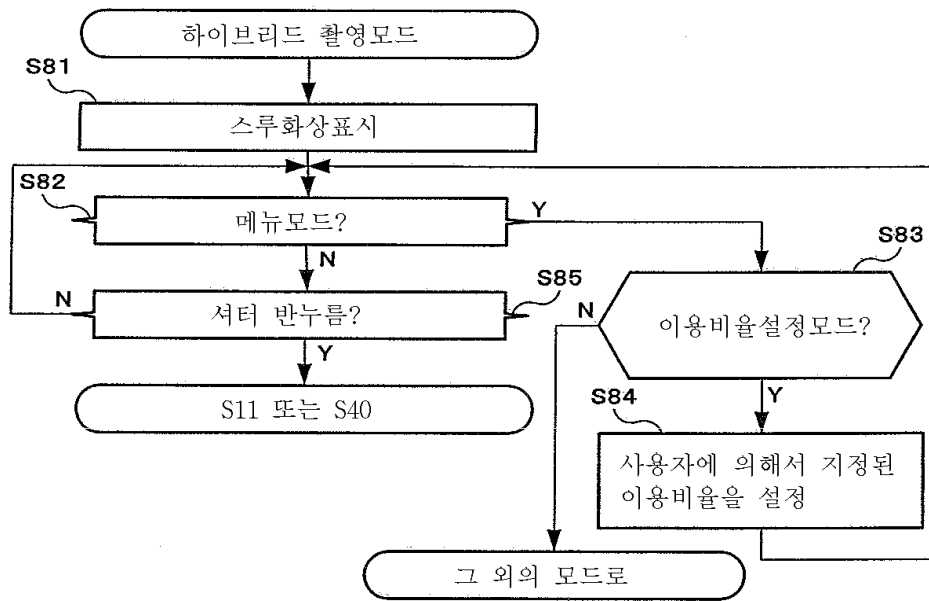 하이브리드 촬영모드
S81
스루화상표시
S82
메뉴모드?
Y
N
S83
이용비율설정모드?
N
Y
S85
N
셔터 반누름?
Y
S11 또는 S40
S84
사용자에 의해서 지정된
이용비율을 설정
그 외의 모드로